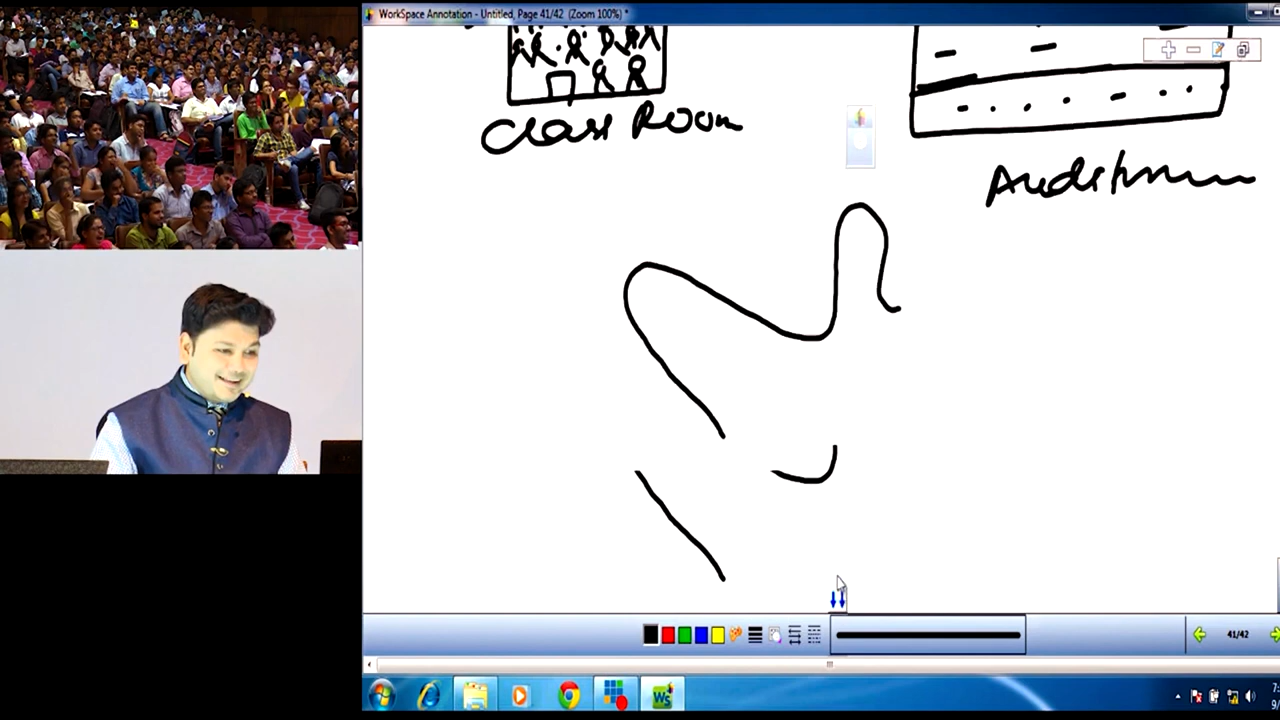 WorkSpace Annotation - Untitled, Page 41/42 (Zoom 100%) *
Class Room
Auditorium
41/42